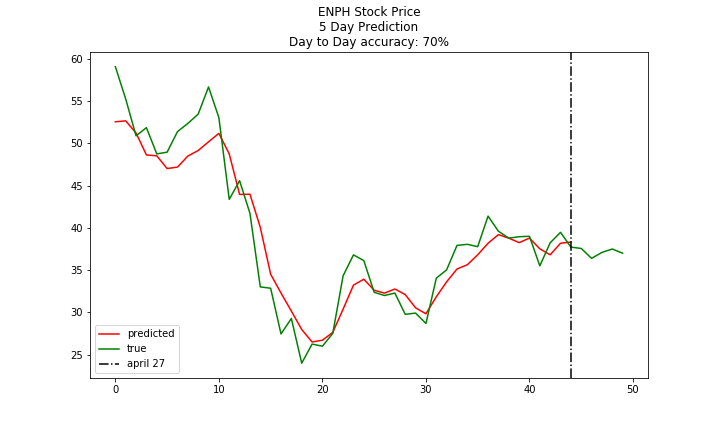 ENPH Stock Price
5 Day Prediction
Day to Day accuracy: 70%
60
55
50
45
40
35
30
25
predicted
true
april 27
0
10
20
30
40
50